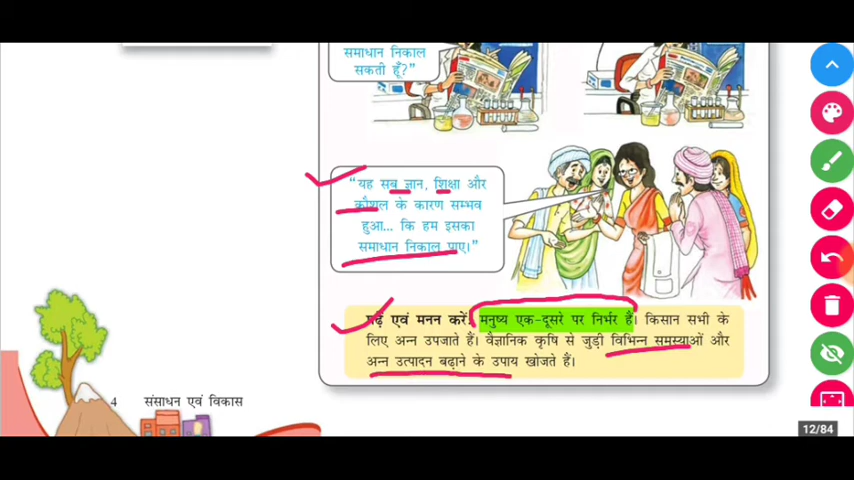 समाधान निकाल
सकती हूँ?"
"यह सब ज्ञान, शिक्षा और
कौशल के कारण सम्भव
हुआ... कि हम इसका
समाधान निकाल पाए।"
पढ़ें एवं मनन करें: मनुष्य एक-दूसरे पर निर्भर हैं। किसान सभी के
लिए अन्न उपजाते हैं। वैज्ञानिक कृषि से जुड़ी विभिन्न समस्याओं और
अन्न उत्पादन बढ़ाने के उपाय खोजते हैं।
4 संसाधन एवं विकास
12/84